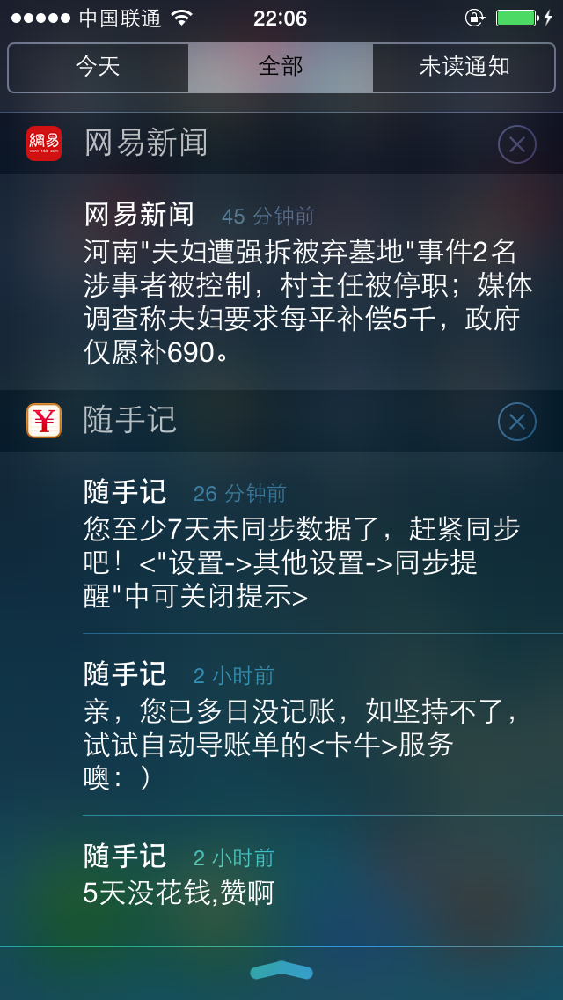 中国联通 22:06
今天 全部 未读通知
網易 网易新闻
www.163.com
网易新闻 45 分钟前
河南"夫妇遭强拆被弃墓地"事件2名
涉事者被控制，村主任被停职；媒体
调查称夫妇要求每平补偿5千，政府
仅愿补690。
¥ 随手记
随手记 26 分钟前
您至少7天未同步数据了，赶紧同步
吧！<"设置->其他设置->同步提
醒"中可关闭提示>
随手记 2 小时前
亲，您已多日没记账，如坚持不了，
试试自动导账单的<卡牛>服务
噢：）
随手记 2 小时前
5天没花钱,赞啊